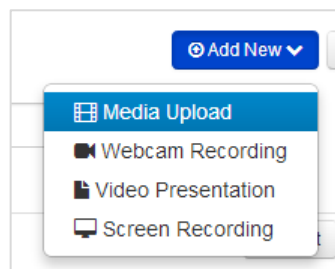 Add New
Media Upload
Webcam Recording
Video Presentation
Screen Recording